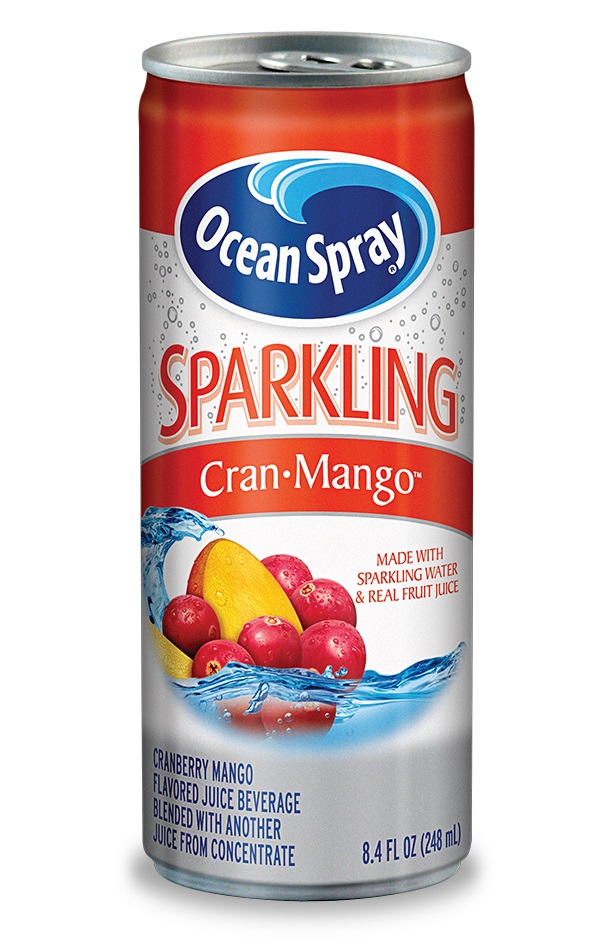 Ocean Spray®
SPARKLING
Cran•Mango™
MADE WITH
SPARKLING WATER
& REAL FRUIT JUICE
CRANBERRY MANGO
FLAVORED JUICE BEVERAGE
BLENDED WITH ANOTHER
JUICE FROM CONCENTRATE
8.4 FL OZ (248 mL)